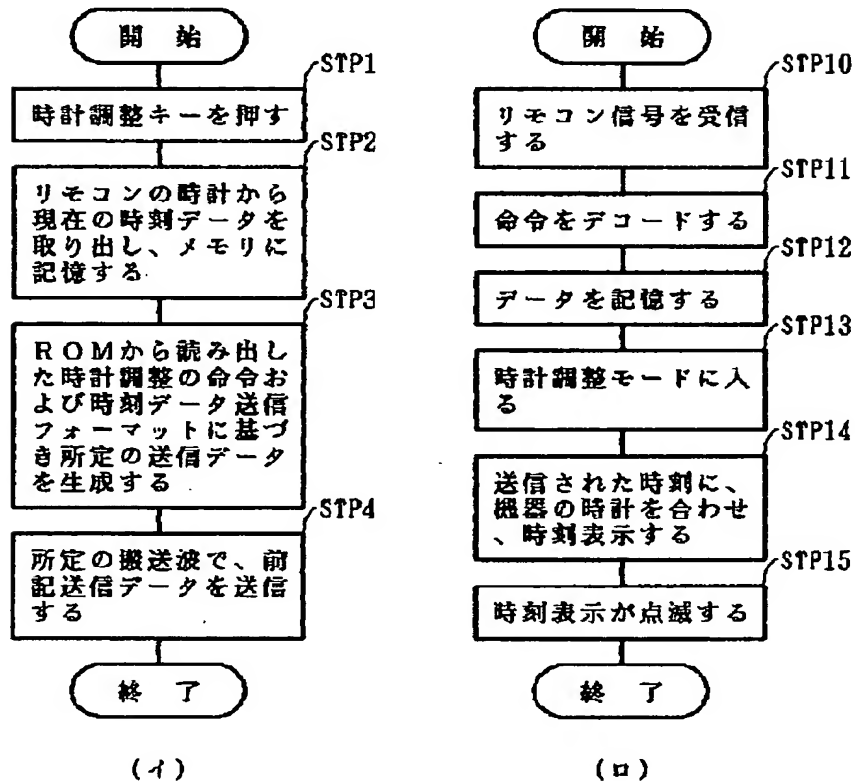 開始
STP1
時計調整キーを押す
STP2
リモコンの時計から
現在の時刻データを
取り出し、メモリに
記憶する
STP3
ROMから読み出し
た時計調整の命令お
よび時刻データ送信
フォーマットに基づ
き所定の送信データ
を生成する
STP4
所定の搬送波で、前
記送信データを送信
する
終了
(イ)
開始
STP10
リモコン信号を受信
する
STP11
命令をデコードする
STP12
データを記憶する
STP13
時計調整モードに入
る
STP14
送信された時刻に、
機器の時計を合わせ
、時刻表示する
STP15
時刻表示が点滅する
終了
(ロ)